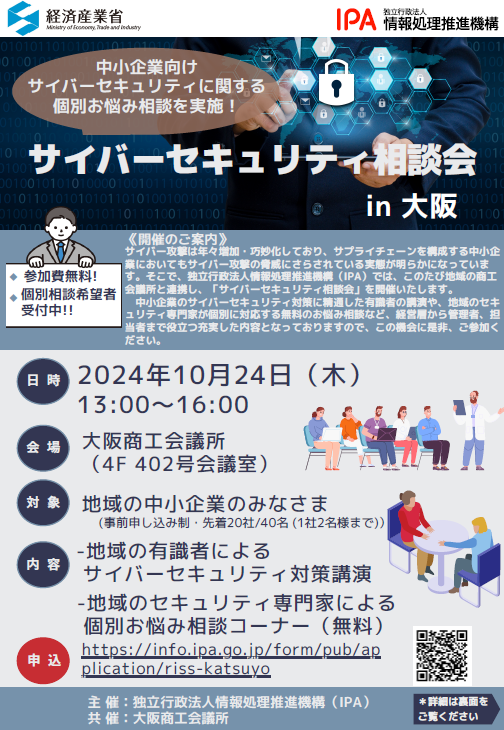 経済産業省
Ministry of Economy, Trade and Industry
IPA 独立行政法人
情報処理推進機構
中小企業向け
サイバーセキュリティに関する
個別お悩み相談を実施！
サイバーセキュリティ相談会
in 大阪
◆ 参加費無料!
◆ 個別相談希望者
受付中!!
《開催のご案内》
サイバー攻撃は年々増加・巧妙化しており、サプライチェーンを構成する中小企
業においてもサイバー攻撃の脅威にさらされている実態が明らかになっていま
す。そこで、独立行政法人情報処理推進機構（IPA）では、このたび地域の商工
会議所と連携し、「サイバーセキュリティ相談会」を開催いたします。
中小企業のサイバーセキュリティ対策に精通した有識者の講演や、地域のセキ
ュリティ専門家が個別に対応する無料のお悩み相談など、経営層から管理者、担
当者まで役立つ充実した内容となっておりますので、この機会に是非、ご参加く
ださい。
日 時
2024年10月24日（木）
13:00～16:00
会 場
大阪商工会議所
（4F 402号会議室）
対 象
地域の中小企業のみなさま
（事前申し込み制・先着20社/40名 (1社2名様まで)）
内 容
-地域の有識者による
サイバーセキュリティ対策講演
-地域のセキュリティ専門家による
個別お悩み相談コーナー（無料）
申 込
https://info.ipa.go.jp/form/pub/ap
plication/riss-katsuyo
主 催：独立行政法人情報処理推進機構（IPA）
共 催：大阪商工会議所
＊詳細は裏面を
ご覧ください